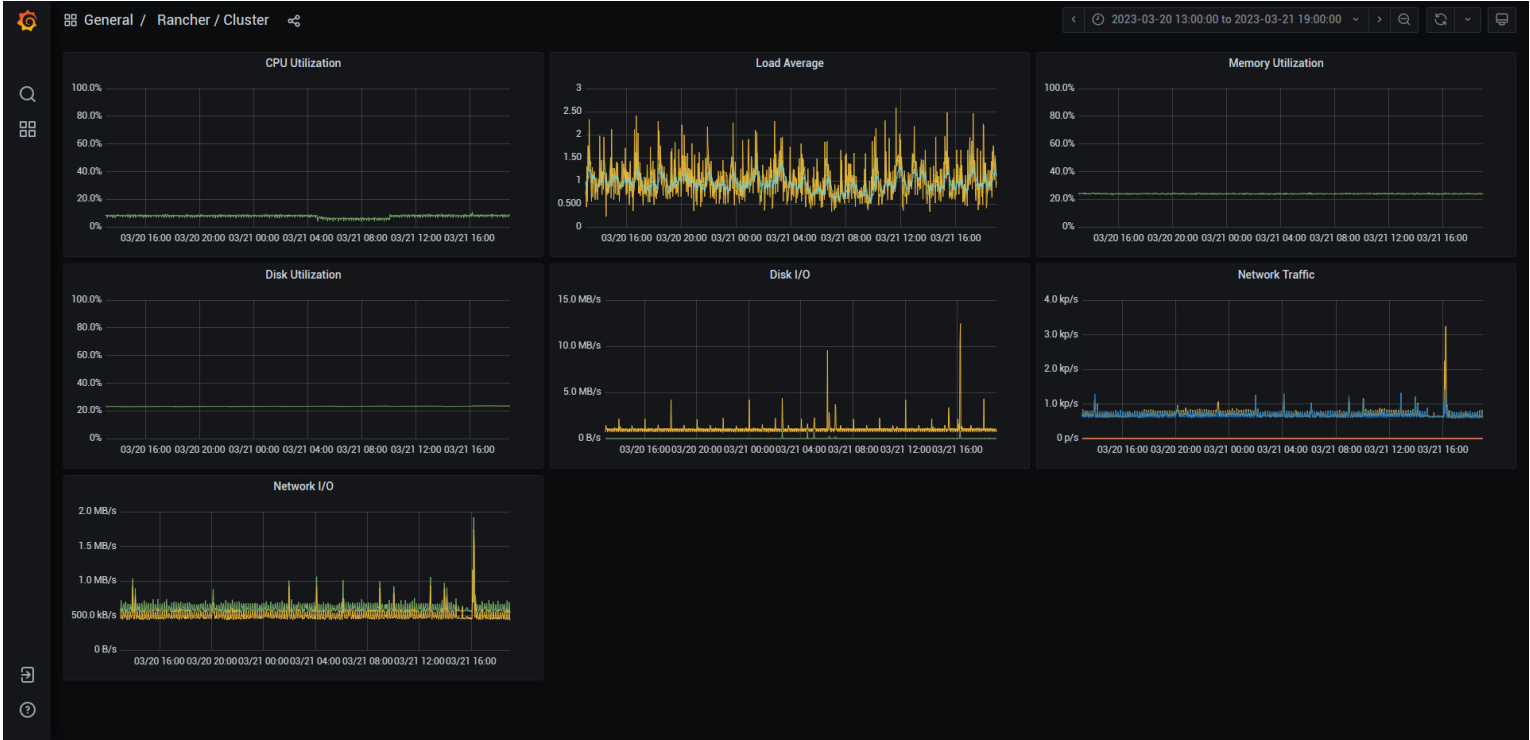 General / Rancher / Cluster
2023-03-20 13:00:00 to 2023-03-21 19:00:00
CPU Utilization
100.0%
80.0%
60.0%
40.0%
20.0%
0%
03/20 16:00 03/20 20:00 03/21 00:00 03/21 04:00 03/21 08:00 03/21 12:00 03/21 16:00
Load Average
3
2.50
2
1.50
1
0.500
0
03/20 16:00 03/20 20:00 03/21 00:00 03/21 04:00 03/21 08:00 03/21 12:00 03/21 16:00
Memory Utilization
100.0%
80.0%
60.0%
40.0%
20.0%
0%
03/20 16:00 03/20 20:00 03/21 00:00 03/21 04:00 03/21 08:00 03/21 12:00 03/21 16:00
Disk Utilization
100.0%
80.0%
60.0%
40.0%
20.0%
0%
03/20 16:00 03/20 20:00 03/21 00:00 03/21 04:00 03/21 08:00 03/21 12:00 03/21 16:00
Disk I/O
15.0 MB/s
10.0 MB/s
5.0 MB/s
0 B/s
03/20 16:00 03/20 20:00 03/21 00:00 03/21 04:00 03/21 08:00 03/21 12:00 03/21 16:00
Network Traffic
4.0 kp/s
3.0 kp/s
2.0 kp/s
1.0 kp/s
0 p/s
03/20 16:00 03/20 20:00 03/21 00:00 03/21 04:00 03/21 08:00 03/21 12:00 03/21 16:00
Network I/O
2.0 MB/s
1.5 MB/s
1.0 MB/s
500.0 kB/s
0 B/s
03/20 16:00 03/20 20:00 03/21 00:00 03/21 04:00 03/21 08:00 03/21 12:00 03/21 16:00